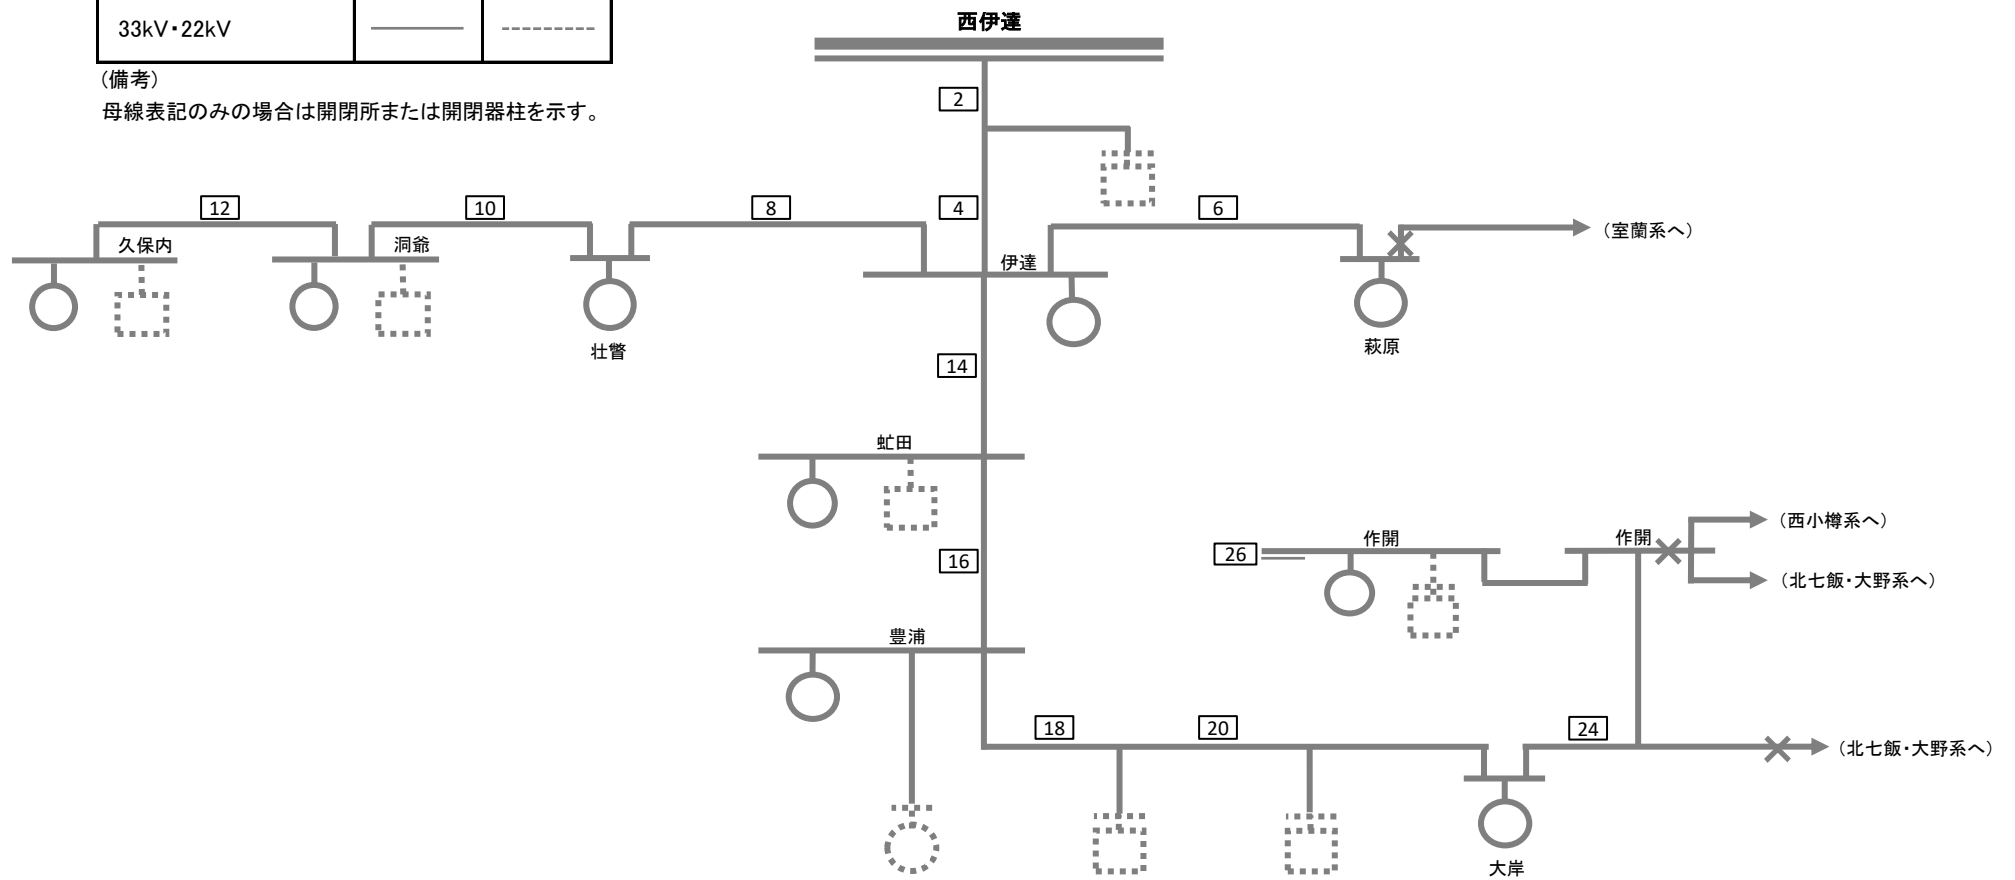 33kV・22kV
(備考)
母線表記のみの場合は開閉所または開閉器柱を示す。
西伊達
2
12
10
8
4
6
久保内
洞爺
(室蘭系へ)
伊達
壮瞥
萩原
14
虹田
(西小樽系へ)
作開
作開
26
16
(北七飯・大野系へ)
豊浦
18
20
24
(北七飯・大野系へ)
大岸